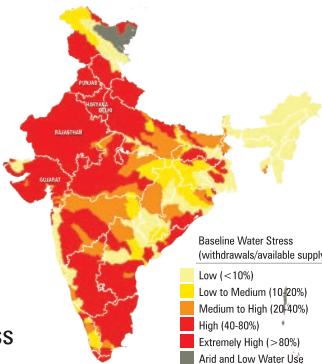 PUNJAB
HARYANA
DELHI
RAJASTHAN
GUJARAT
Baseline Water Stress
(withdrawals/available supply
Low (<10%)
Low to Medium (10-20%)
Medium to High (20-40%)
High (40-80%)
Extremely High (>80%)
Arid and Low Water Use
SS